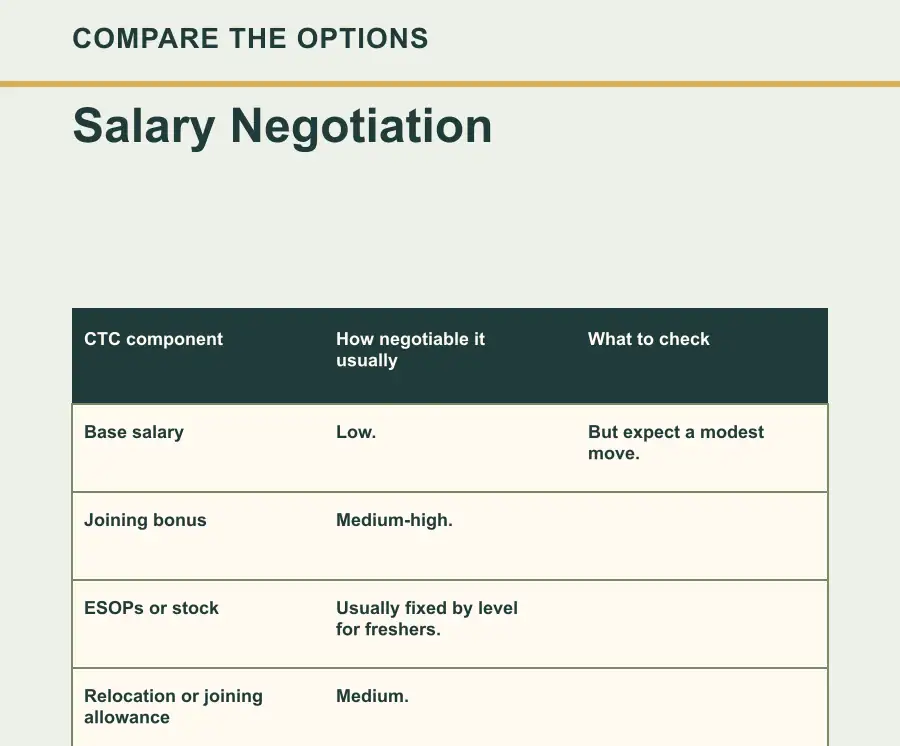 COMPARE THE OPTIONS
Salary Negotiation
CTC component
How negotiable it
usually
What to check
Base salary
Low.
But expect a modest
move.
Joining bonus
Medium-high.
ESOPs or stock
Usually fixed by level
for freshers.
Relocation or joining
allowance
Medium.